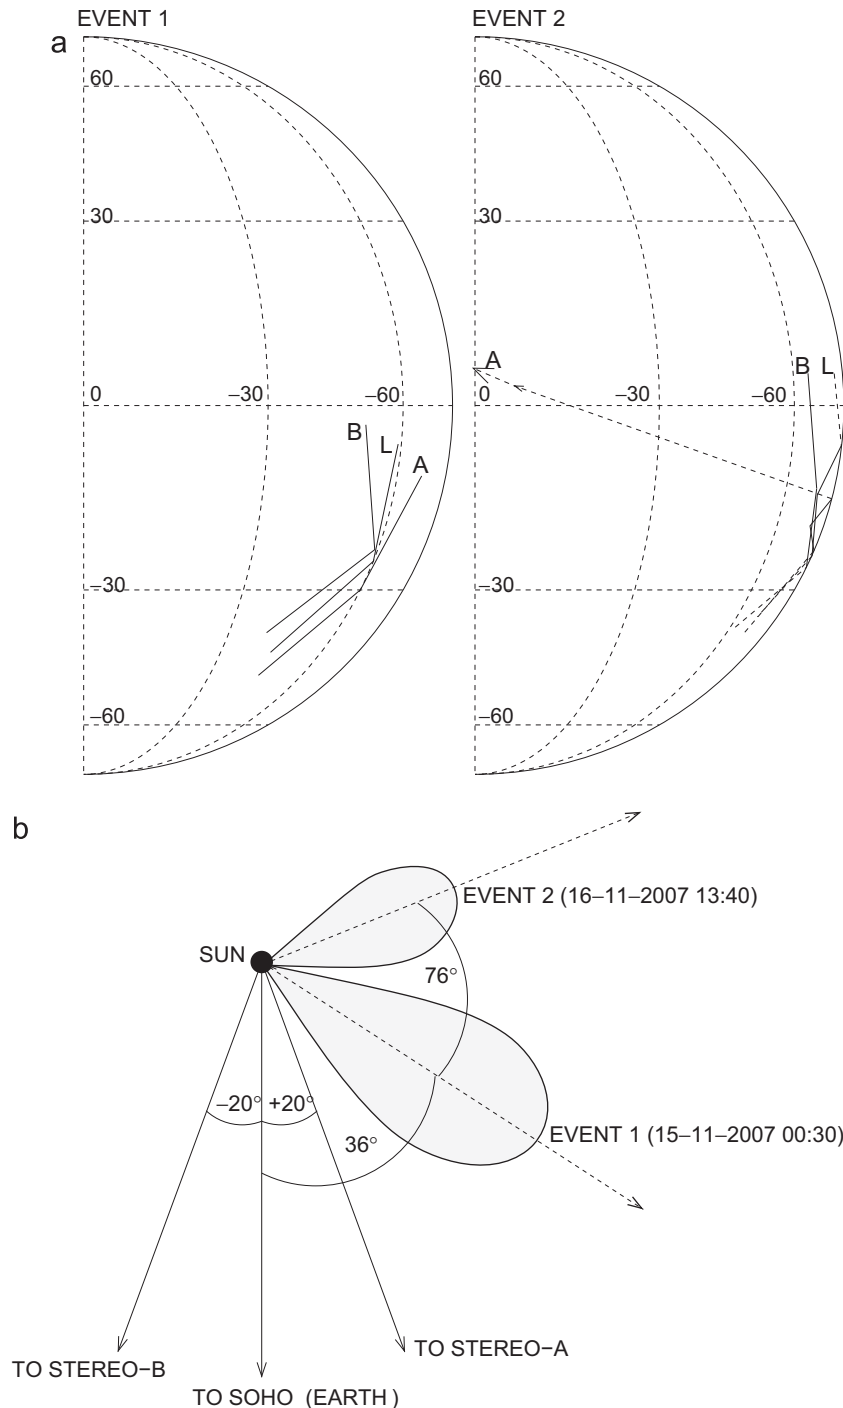 EVENT 1
EVENT 2
a
60
60
30
30
A
B L
0 –30 –60
0 –30 –60
B
L
A
–30
–30
–60
–60
b
EVENT 2 (16–11–2007 13:40)
SUN
76°
–20° +20°
EVENT 1 (15–11–2007 00:30)
36°
TO STEREO–A
TO STEREO–B
TO SOHO (EARTH)